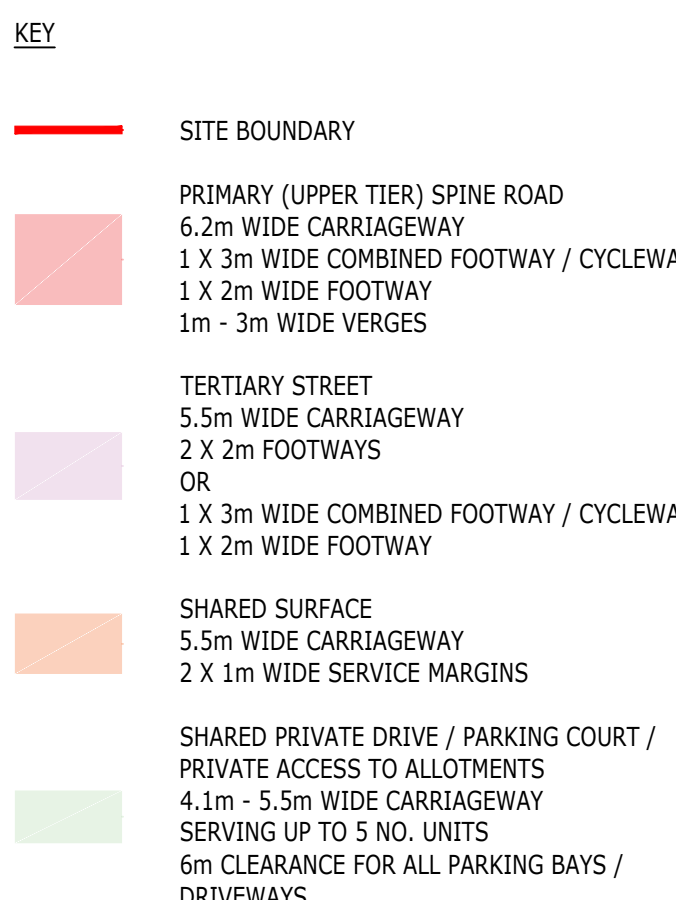 KEY
SITE BOUNDARY
PRIMARY (UPPER TIER) SPINE ROAD
6.2m WIDE CARRIAGEWAY
1 X 3m WIDE COMBINED FOOTWAY / CYCLEWA
1 X 2m WIDE FOOTWAY
1m - 3m WIDE VERGES
TERTIARY STREET
5.5m WIDE CARRIAGEWAY
2 X 2m FOOTWAYS
OR
1 X 3m WIDE COMBINED FOOTWAY / CYCLEWA
1 X 2m WIDE FOOTWAY
SHARED SURFACE
5.5m WIDE CARRIAGEWAY
2 X 1m WIDE SERVICE MARGINS
SHARED PRIVATE DRIVE / PARKING COURT /
PRIVATE ACCESS TO ALLOTMENTS
4.1m - 5.5m WIDE CARRIAGEWAY
SERVING UP TO 5 NO. UNITS
6m CLEARANCE FOR ALL PARKING BAYS /
DRIVEWAYS